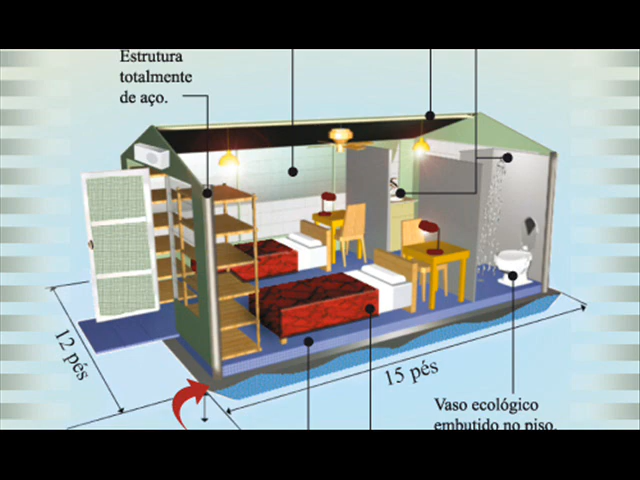 Estrutura
totalmente
de aço.
12 pés
15 pés
Vaso ecológico
embutido no piso.